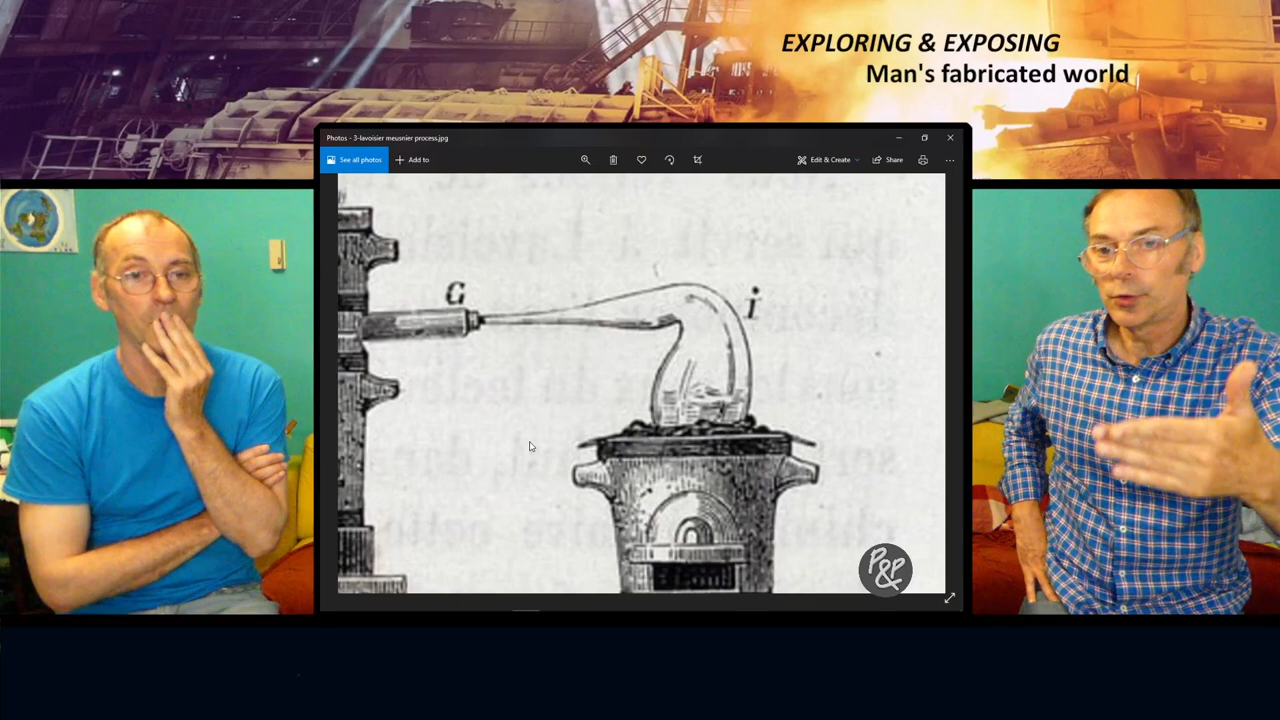 EXPLORING & EXPOSING
Man's fabricated world
Photos - 3-lavoisier meusnier process.jpg
See all photos
Add to
Edit & Create
Share
G
i
P&P